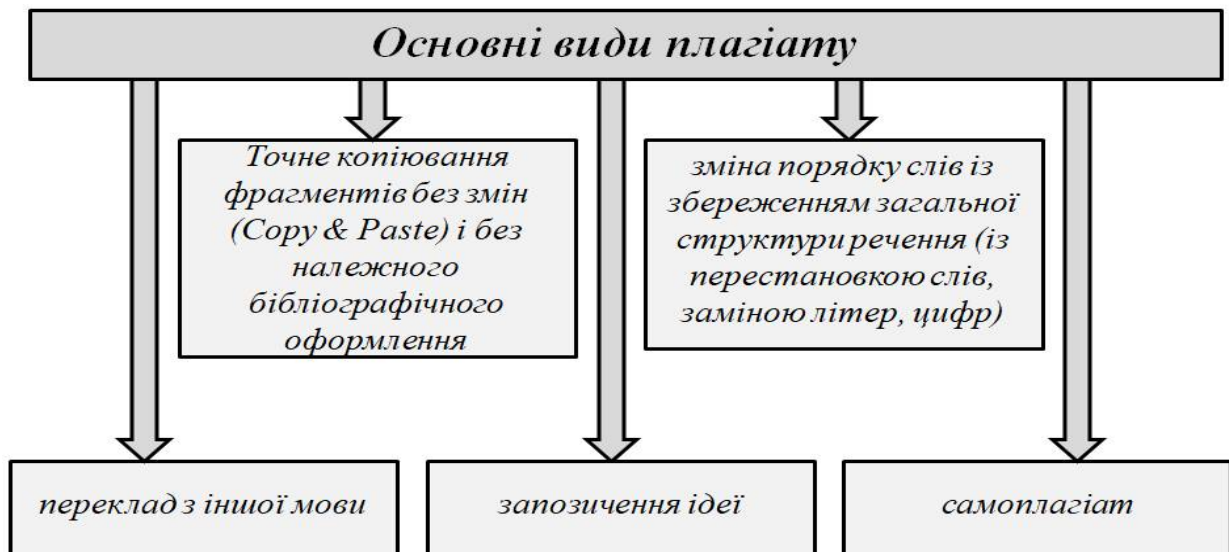 Основні види плагіату
Точне копіювання
фрагментів без змін
(Copy & Paste) і без
належного
бібліографічного
оформлення
зміна порядку слів із
збереженням загальної
структури речення (із
перестановкою слів,
заміною літер, цифр)
переклад з іншої мови
запозичення ідеї
самоплагіат